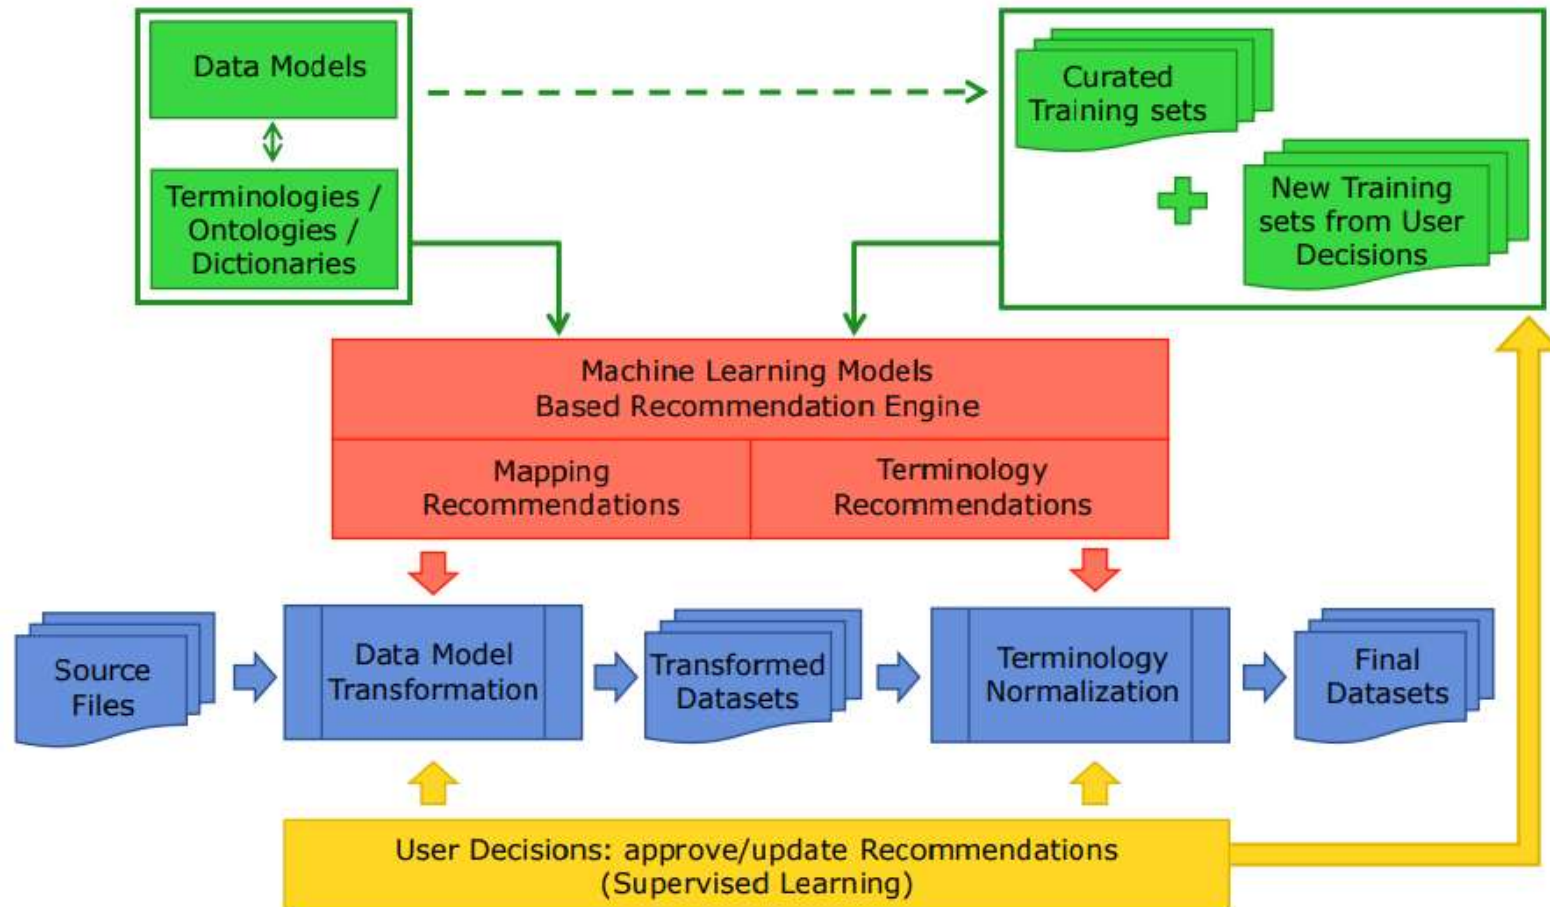 Data Models
Terminologies /
Ontologies /
Dictionaries
Curated
Training sets
New Training
sets from User
Decisions
Machine Learning Models
Based Recommendation Engine
Mapping
Recommendations
Terminology
Recommendations
Source
Files
Data Model
Transformation
Transformed
Datasets
Terminology
Normalization
Final
Datasets
User Decisions: approve/update Recommendations
(Supervised Learning)